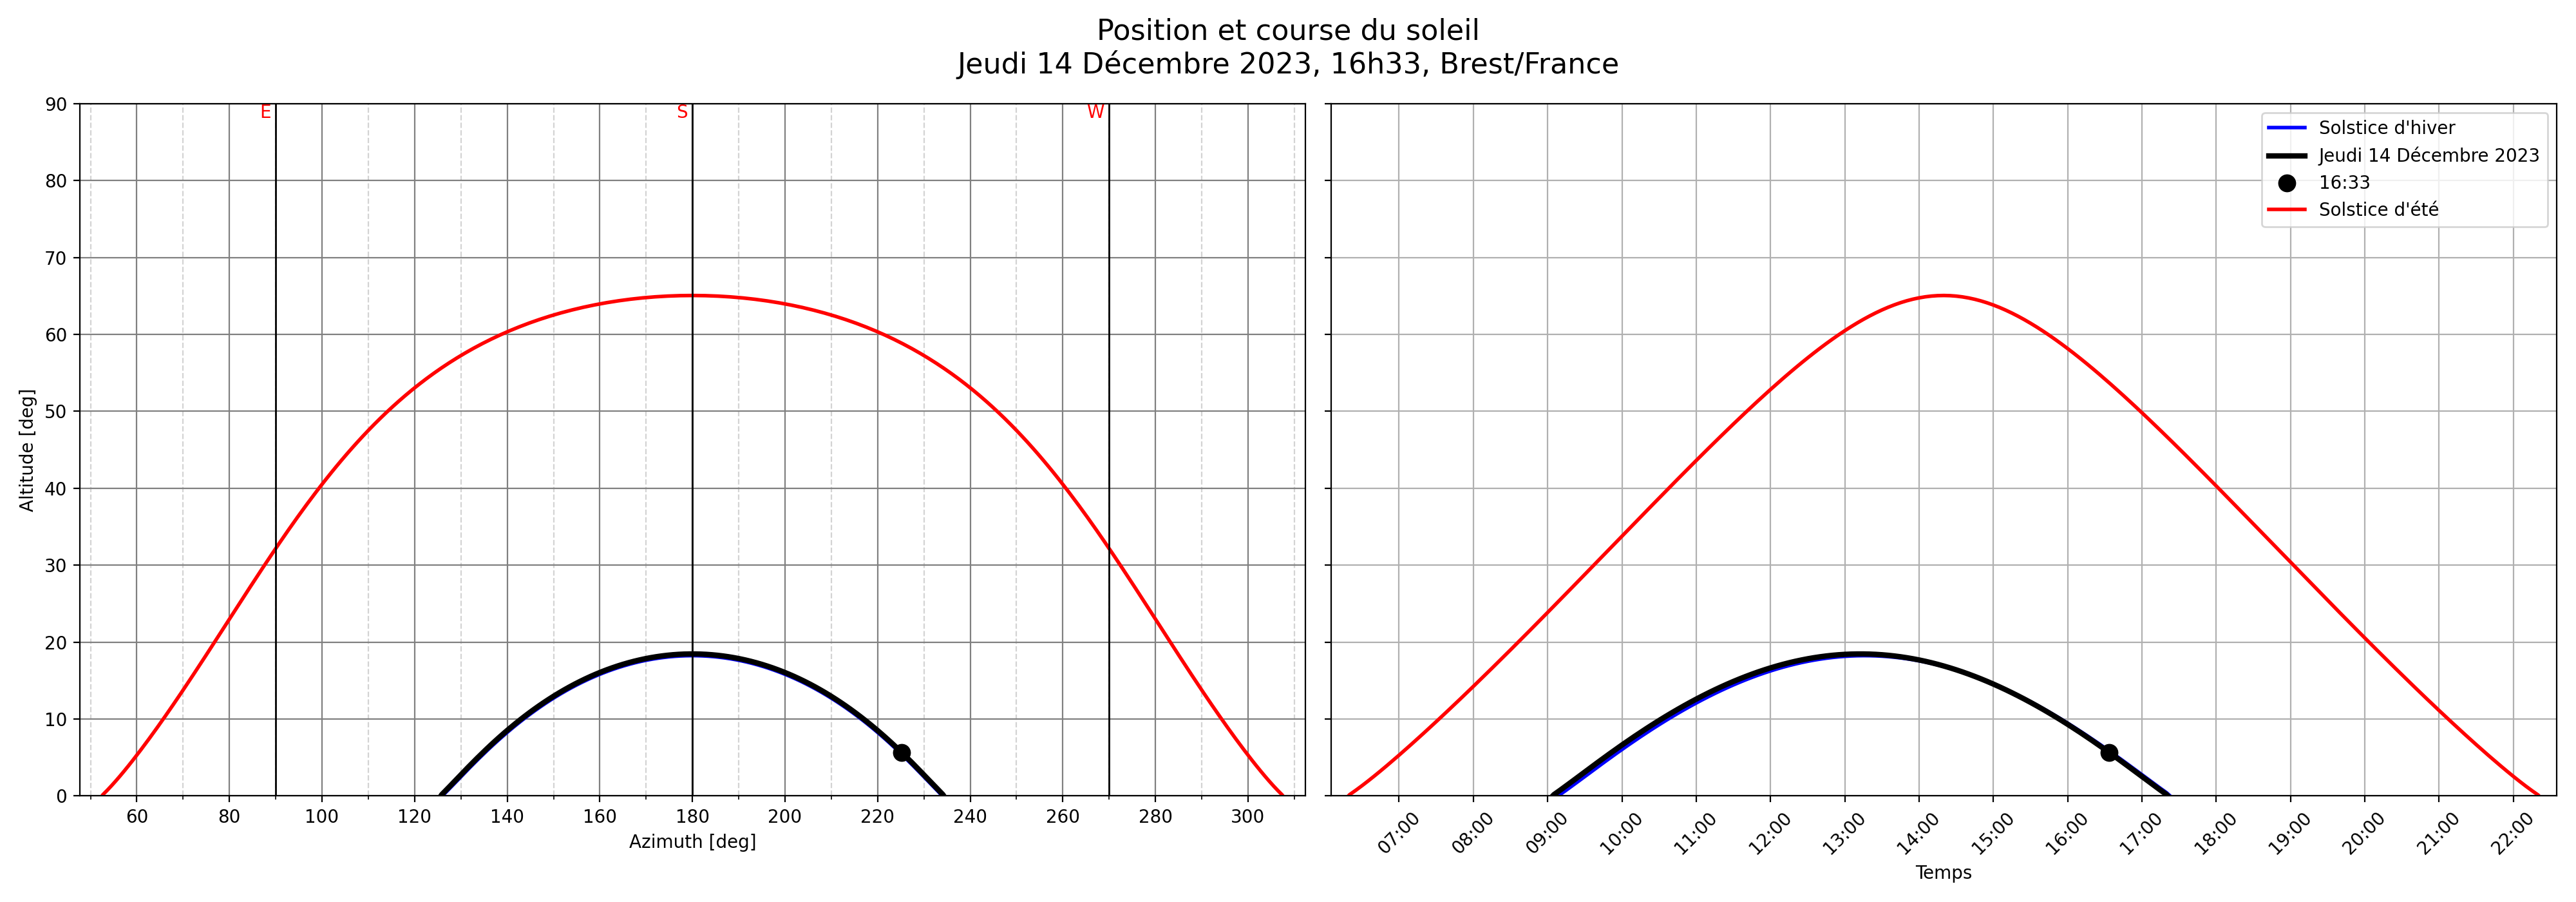 Position et course du soleil
Jeudi 14 Décembre 2023, 16h33, Brest/France
E
S
W
90
80
70
60
50
40
30
20
10
0
Altitude [deg]
60 80 100 120 140 160 180 200 220 240 260 280 300
Azimuth [deg]
Solstice d'hiver
Jeudi 14 Décembre 2023
16:33
Solstice d'été
07:00 08:00 09:00 10:00 11:00 12:00 13:00 14:00 15:00 16:00 17:00 18:00 19:00 20:00 21:00 22:00
Temps